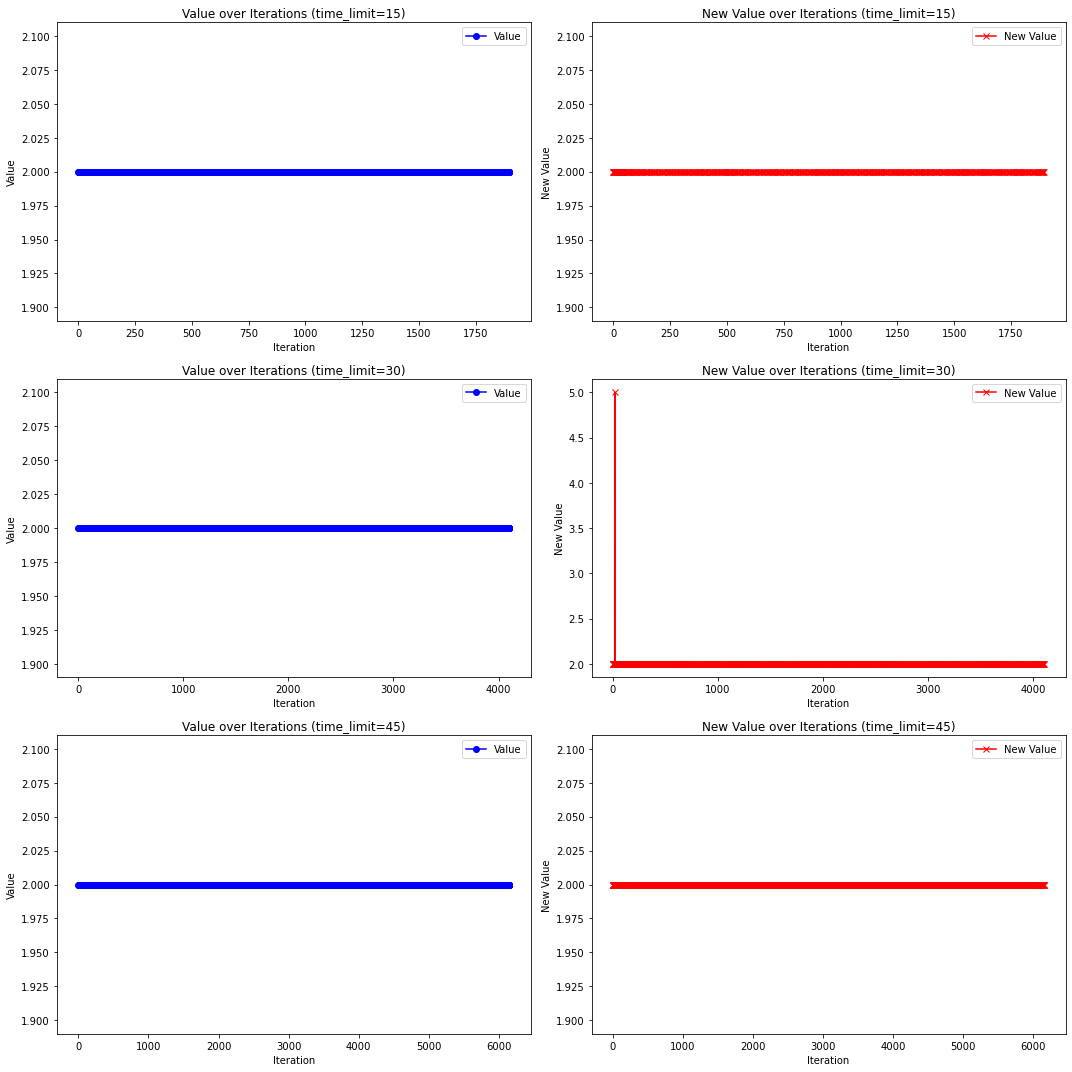 Value over Iterations (time_limit=15)
Value
2.100
2.075
2.050
2.025
2.000
1.975
1.950
1.925
1.900
Value
0 250 500 750 1000 1250 1500 1750
Iteration
New Value over Iterations (time_limit=15)
New Value
2.100
2.075
2.050
2.025
2.000
1.975
1.950
1.925
1.900
New Value
0 250 500 750 1000 1250 1500 1750
Iteration
Value over Iterations (time_limit=30)
Value
2.100
2.075
2.050
2.025
2.000
1.975
1.950
1.925
1.900
Value
0 1000 2000 3000 4000
Iteration
New Value over Iterations (time_limit=30)
New Value
5.0
4.5
4.0
3.5
3.0
2.5
2.0
New Value
0 1000 2000 3000 4000
Iteration
Value over Iterations (time_limit=45)
Value
2.100
2.075
2.050
2.025
2.000
1.975
1.950
1.925
1.900
Value
0 1000 2000 3000 4000 5000 6000
Iteration
New Value over Iterations (time_limit=45)
New Value
2.100
2.075
2.050
2.025
2.000
1.975
1.950
1.925
1.900
New Value
0 1000 2000 3000 4000 5000 6000
Iteration